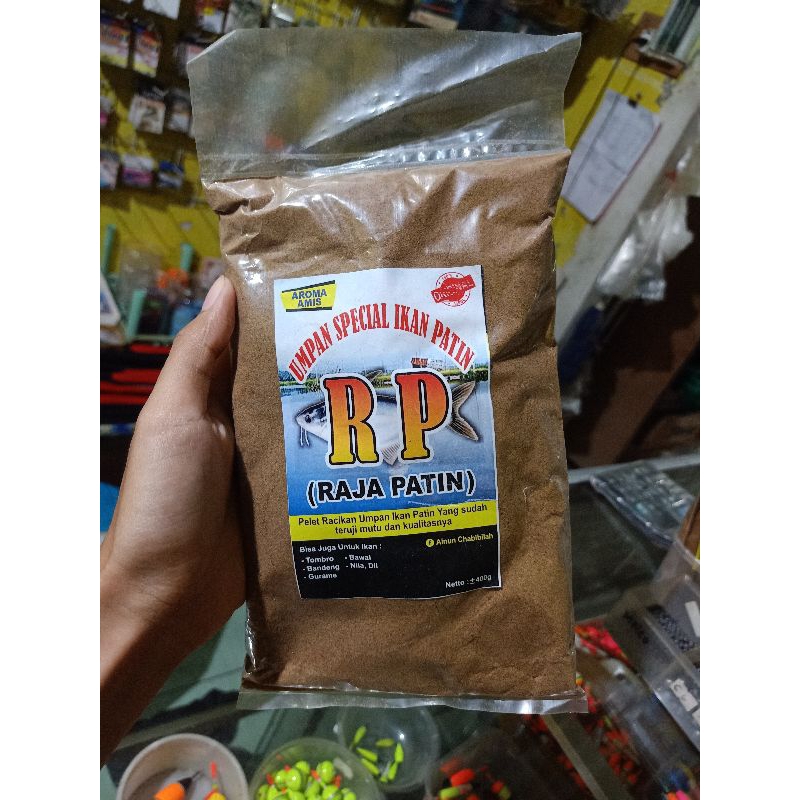 AROMA
AMIS
UMPAN SPECIAL IKAN PATIN
RP
(RAJA PATIN)
Pelet Racikan Umpan Ikan Patin Yang sudah
teruji mutu dan kualitasnya
Bisa Juga Untuk Ikan :
- Tombro - Bawal
- Bandeng - Nila, Dll
- Gurame
Ainun Chabibilah
Netto : ±400g